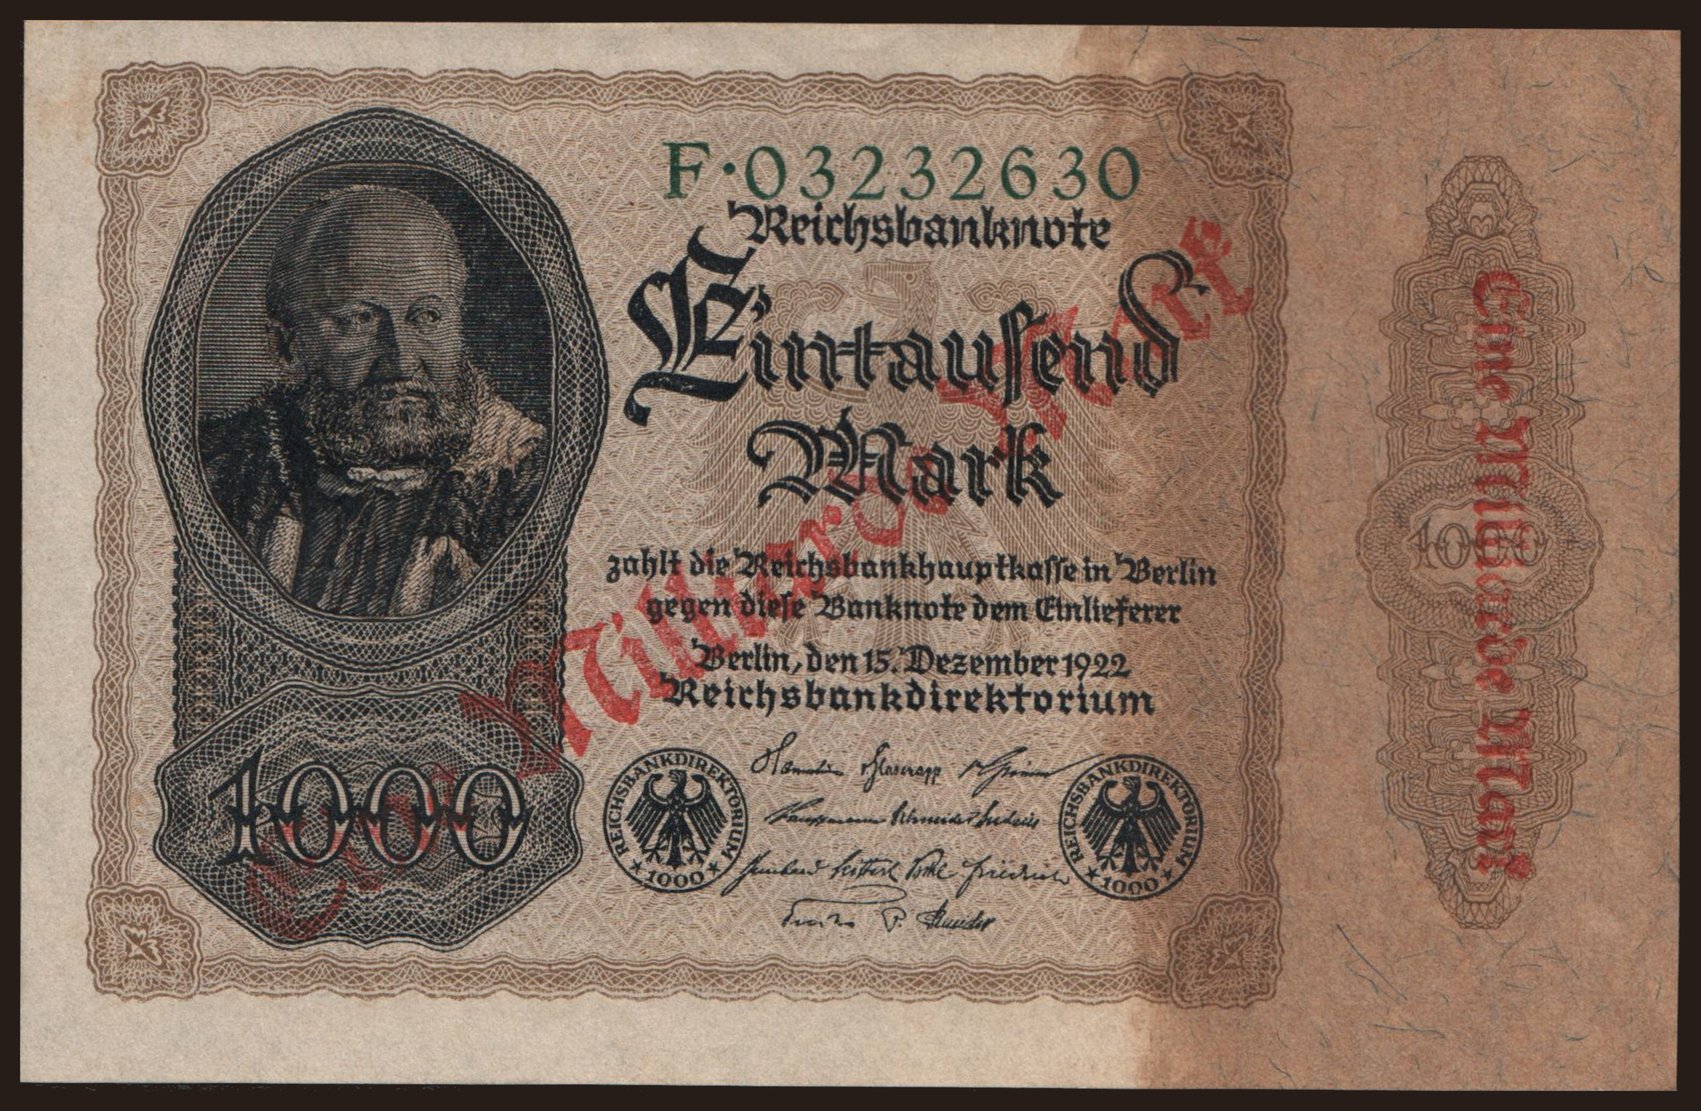 F·03232630
Reichsbanknote
Eintausend
Mark
zahlt die Reichsbankhauptkasse in Berlin
gegen diese Banknote dem Einlieferer
Berlin, den 15. Dezember 1922
Reichsbankdirektorium
1000
REICHSBANKDIREKTORIUM
1000
REICHSBANKDIREKTORIUM
1000
Eine Milliarde Mark
Eine Milliarde Mark
1000